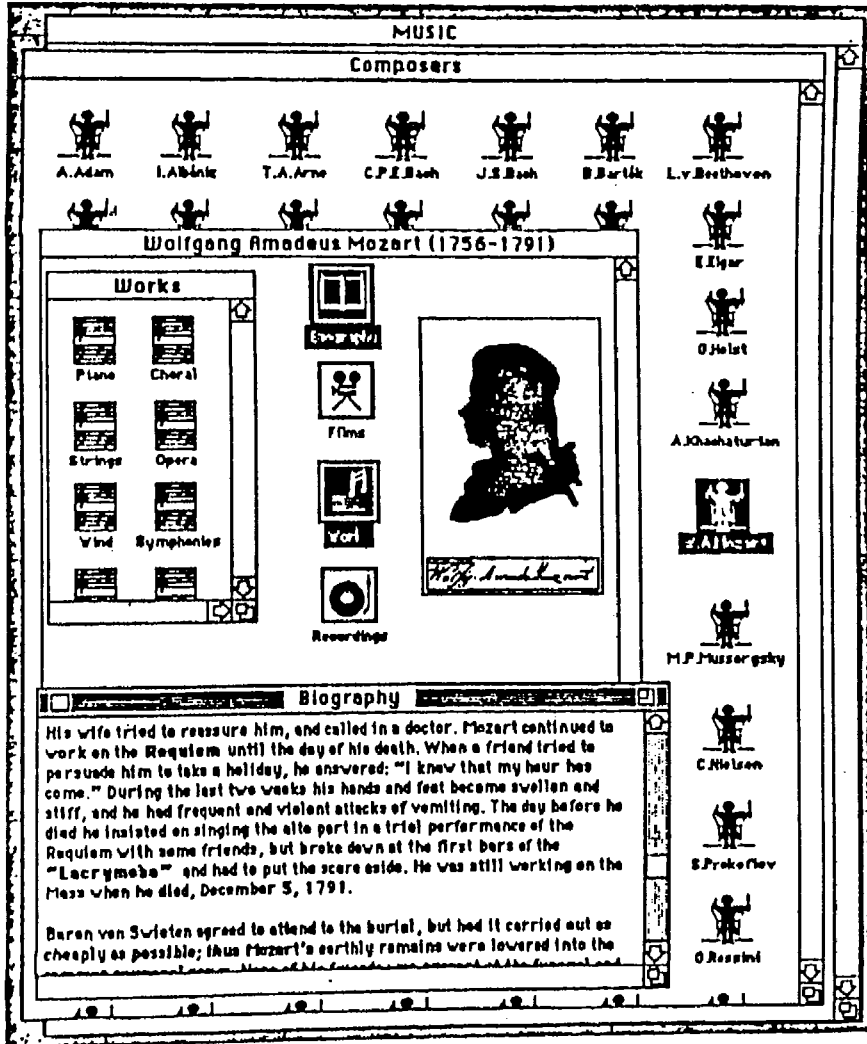 MUSIC
Composers
A.Adam
I.Albéniz
T.A.Arne
C.P.E.Bach
J.S.Bach
B.Bartók
L.v.Beethoven
Wolfgang Amadeus Mozart (1756-1791)
E.Elgar
Works
Biography
G.Holst
Piano
Choral
Films
A.Khachaturian
Strings
Opera
Wind
Symphonies
Work
W.A.Mozart
Recordings
M.P.Mussorgsky
Biography
His wife tried to reassure him, and called in a doctor. Mozart continued to
work on the Requiem until the day of his death. When a friend tried to
persuade him to take a holiday, he answered: "I know that my hour has
come." During the last two weeks his hands and feet became swollen and
stiff, and he had frequent and violent attacks of vomiting. The day before he
died he insisted on singing the alto part in a trial performance of the
Requiem with some friends, but broke down at the first bars of the
"Lacrymosa" and had to put the score aside. He was still working on the
Mass when he died, December 5, 1791.
Baron van Swieten agreed to attend to the burial, but had it carried out as
cheaply as possible; thus Mozart's earthly remains were lowered into the
C.Nielsen
S.Prokofiev
G.Rossini